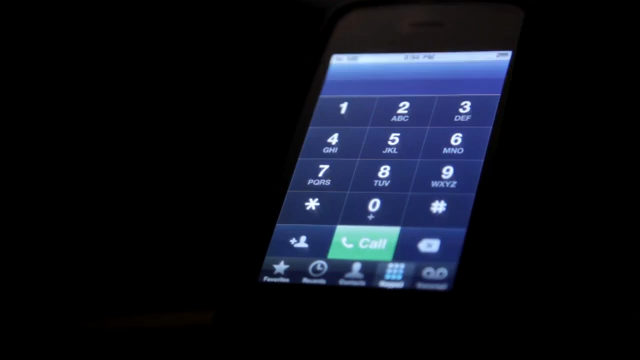 1 2 3
ABC DEF
4 5 6
GHI JKL MNO
7 8 9
PQRS TUV WXYZ
* 0 #
+
Call
Favorites Recents Contacts Keypad Voicemail